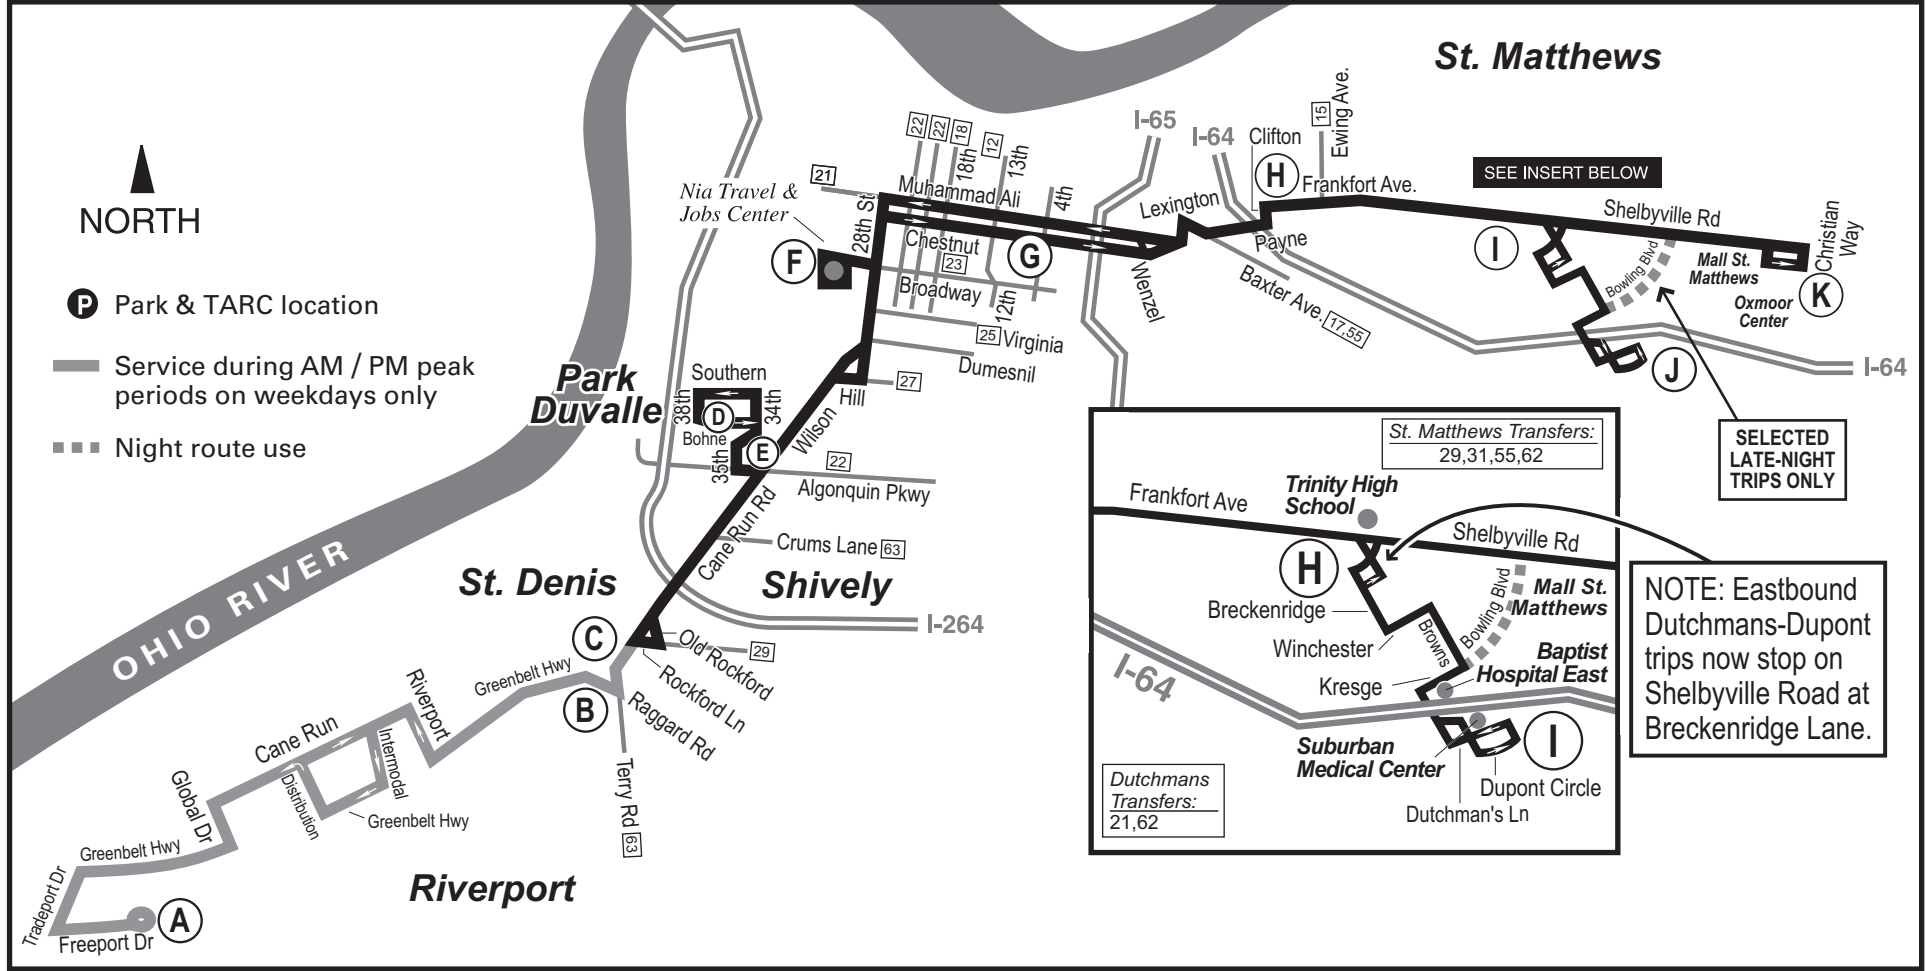 St. Matthews
NORTH
P Park & TARC location
Service during AM / PM peak
periods on weekdays only
Night route use
OHIO RIVER
Nia Travel &
Jobs Center
F
21
28th St
22
22
18
18th
12
13th
4th
Muhammad Ali
Chestnut
23
Broadway
G
12th
25 Virginia
Dumesnil
27
Hill
Wilson
Park
Duvalle
Southern
38th
D
34th
Bohne
35th
E
22
Algonquin Pkwy
Cane Run Rd
Crums Lane 63
Shively
St. Denis
I-264
C
Old Rockford
29
Rockford Ln
Raggard Rd
B
Terry Rd 63
Greenbelt Hwy
Riverport
Cane Run
Intermodal
Distribution
Greenbelt Hwy
Global Dr
Greenbelt Hwy
Tradeport Dr
Freeport Dr
A
Riverport
I-65
I-64
Lexington
Wenzel
Clifton
H
15
Ewing Ave.
Frankfort Ave.
Payne
Baxter Ave. 17,55
SEE INSERT BELOW
Shelbyville Rd
I
Bowling Blvd
Mall St.
Matthews
Christian
Way
Oxmoor
Center
K
J
I-64
SELECTED
LATE-NIGHT
TRIPS ONLY
St. Matthews Transfers:
29,31,55,62
Frankfort Ave
Trinity High
School
Shelbyville Rd
H
Breckenridge
Winchester
Browns
Bowling Blvd
Mall St.
Matthews
Baptist
Hospital East
Kresge
I-64
Suburban
Medical Center
I
Dupont Circle
Dutchman's Ln
Dutchmans
Transfers:
21,62
NOTE: Eastbound
Dutchmans-Dupont
trips now stop on
Shelbyville Road at
Breckenridge Lane.